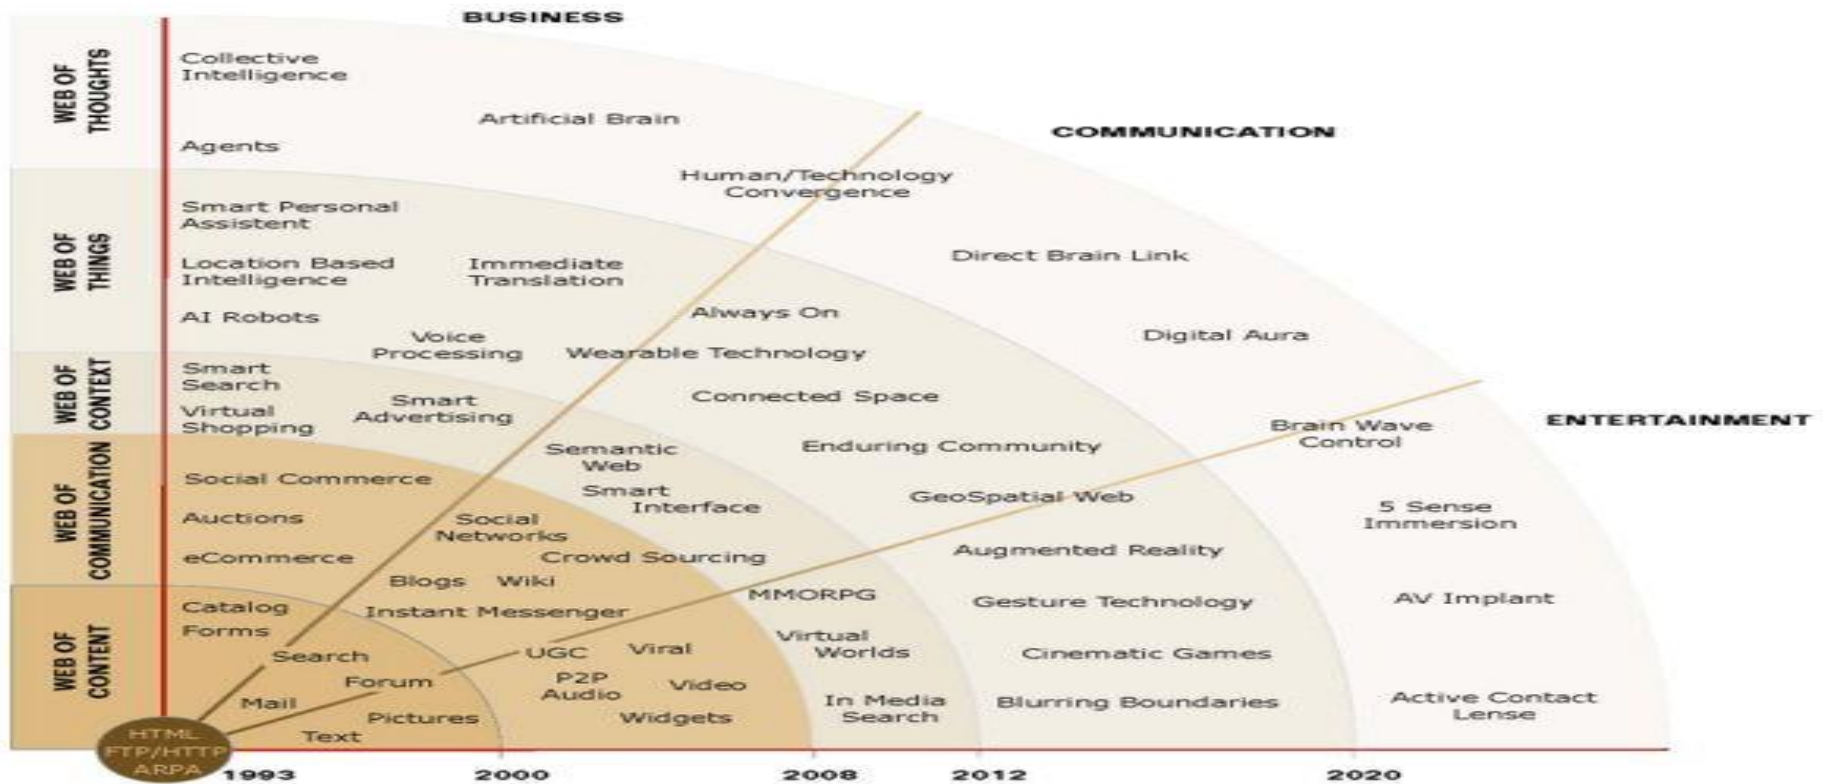 BUSINESS
COMMUNICATION
ENTERTAINMENT
WEB OF
THOUGHTS
Collective
Intelligence
Artificial Brain
Agents
Human/Technology
Convergence
Direct Brain Link
Digital Aura
Brain Wave
Control
5 Sense
Immersion
AV Implant
Active Contact
Lense
WEB OF
THINGS
Smart Personal
Assistent
Location Based
Intelligence
Immediate
Translation
AI Robots
Voice
Processing
Always On
Wearable Technology
Connected Space
Enduring Community
GeoSpatial Web
Augmented Reality
Gesture Technology
Cinematic Games
Blurring Boundaries
WEB OF
CONTEXT
Smart
Search
Virtual
Shopping
Smart
Advertising
Semantic
Web
Smart
Interface
MMORPG
Virtual
Worlds
In Media
Search
WEB OF
COMMUNICATION
Social Commerce
Auctions
eCommerce
Social
Networks
Crowd Sourcing
Blogs
Wiki
Instant Messenger
UGC
Viral
P2P
Audio
Video
Widgets
WEB OF
CONTENT
Catalog
Forms
Search
Forum
Mail
Pictures
Text
HTML
FTP/HTTP
ARPA
1993
2000
2008
2012
2020